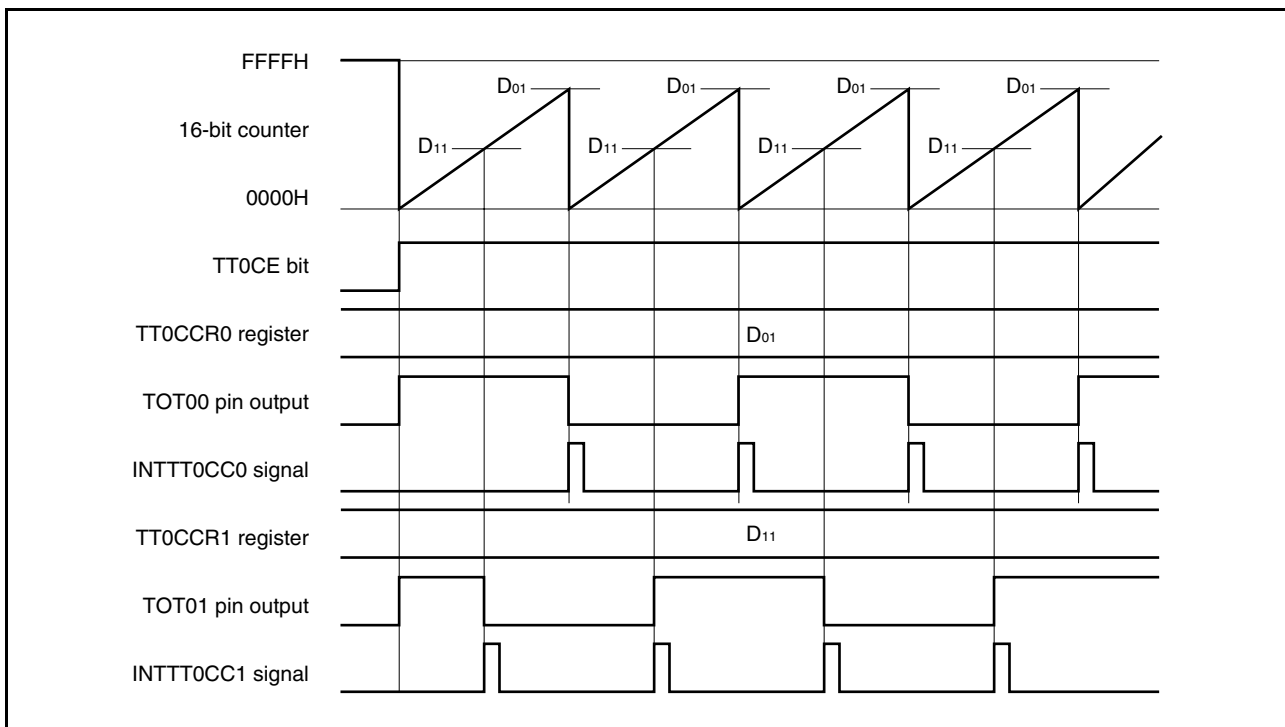 FFFFH
D01 D01 D01 D01
16-bit counter
D11 D11 D11 D11
0000H
TT0CE bit
TT0CCR0 register D01
TOT00 pin output
INTTT0CC0 signal
TT0CCR1 register D11
TOT01 pin output
INTTT0CC1 signal